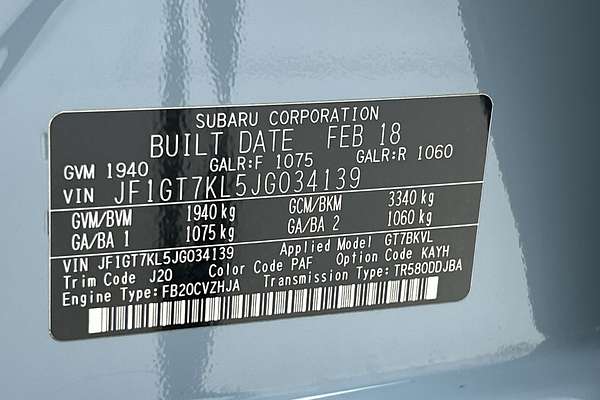 SUBARU CORPORATION
BUILT DATE FEB 18
GVM 1940 GALR:F 1075 GALR:R 1060
VIN JF1GT7KL5JG034139
GVM/BVM 1940 kg GCM/BKM 3340 kg
GA/BA 1 1075 kg GA/BA 2 1060 kg
VIN JF1GT7KL5JG034139 Applied Model GT7BKVL
Trim Code J20 Color Code PAF Option Code KAYH
Engine Type: FB20CVZHJA Transmission Type: TR580DDJBA